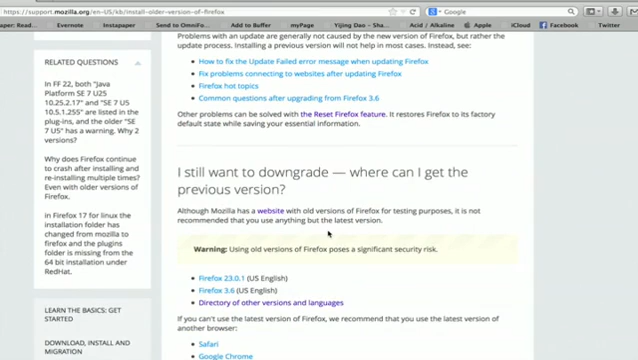 https://support.mozilla.org/en-US/kb/install-older-version-of-firefox
Google
Evernote
Instapaper
Send to OmniFo...
Add to Buffer
myPage
Yijing Dao – Sha...
Acid / Alkaline
Apple
iCloud
Facebook
Twitter
Problems with an update are generally not caused by the new version of Firefox, but rather the
update process. Installing a previous version will not help in most cases. Instead, see:
• How to fix the Update Failed error message when updating Firefox
• Fix problems connecting to websites after updating Firefox
• Firefox hot topics
• Common questions after upgrading from Firefox 3.6
Other problems can be solved with the Reset Firefox feature. It restores Firefox to its factory
default state while saving your essential information.
I still want to downgrade — where can I get the
previous version?
Although Mozilla has a website with old versions of Firefox for testing purposes, it is not
recommended that you use anything but the latest version.
Warning: Using old versions of Firefox poses a significant security risk.
• Firefox 23.0.1 (US English)
• Firefox 3.6 (US English)
• Directory of other versions and languages
If you can't use the latest version of Firefox, we recommend that you use the latest version of
another browser:
• Safari
• Google Chrome
RELATED QUESTIONS
In FF 22, both "Java
Platform SE 7 U25
10.25.2.17" and "SE 7 U5
10.5.1.255" are listed in the
plug-ins, and the older "SE
7 U5" has a warning. Why 2
versions?
Why does Firefox continue
to crash after installing and
re-installing multiple times?
Even with older versions of
Firefox.
In Firefox 17 for linux the
installation folder has
changed from mozilla to
firefox and the plugins
folder is missing from the
64 bit installation under
RedHat.
LEARN THE BASICS: GET
STARTED
DOWNLOAD, INSTALL AND
MIGRATION